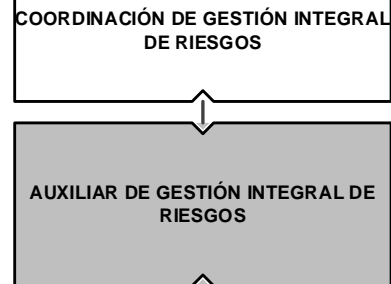 COORDINACIÓN DE GESTIÓN INTEGRAL
DE RIESGOS
AUXILIAR DE GESTIÓN INTEGRAL DE
RIESGOS